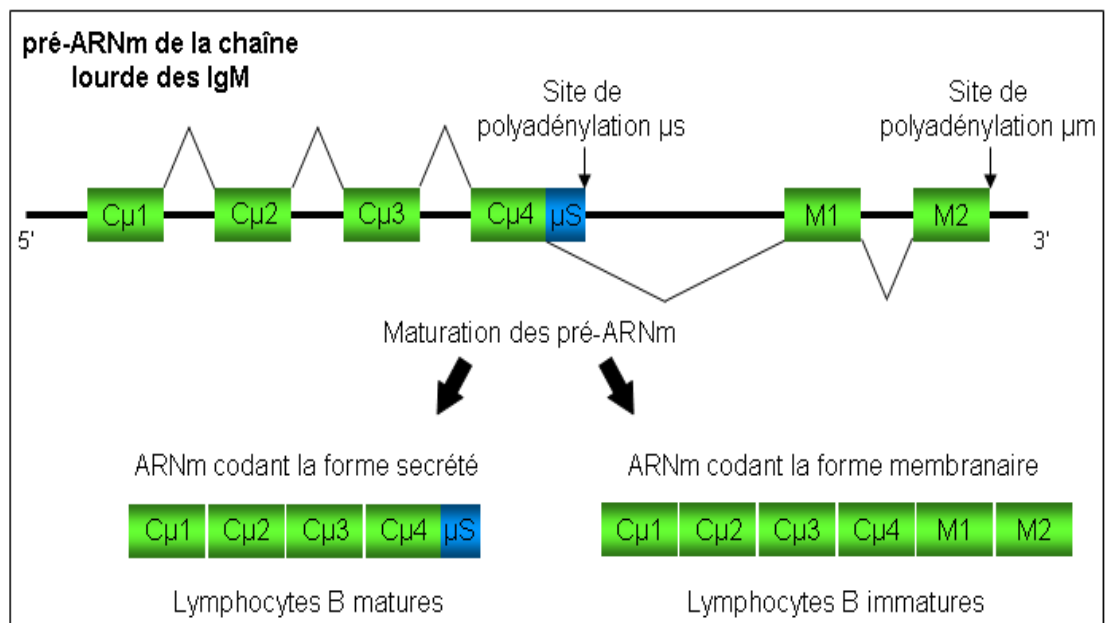 pré-ARNm de la chaîne
lourde des IgM
Site de
polyadénylation µs
Site de
polyadénylation µm
Cµ1
Cµ2
Cµ3
Cµ4
µS
M1
M2
5'
3'
Maturation des pré-ARNm
ARNm codant la forme secrété
ARNm codant la forme membranaire
Cµ1
Cµ2
Cµ3
Cµ4
µS
Cµ1
Cµ2
Cµ3
Cµ4
M1
M2
Lymphocytes B matures
Lymphocytes B immatures